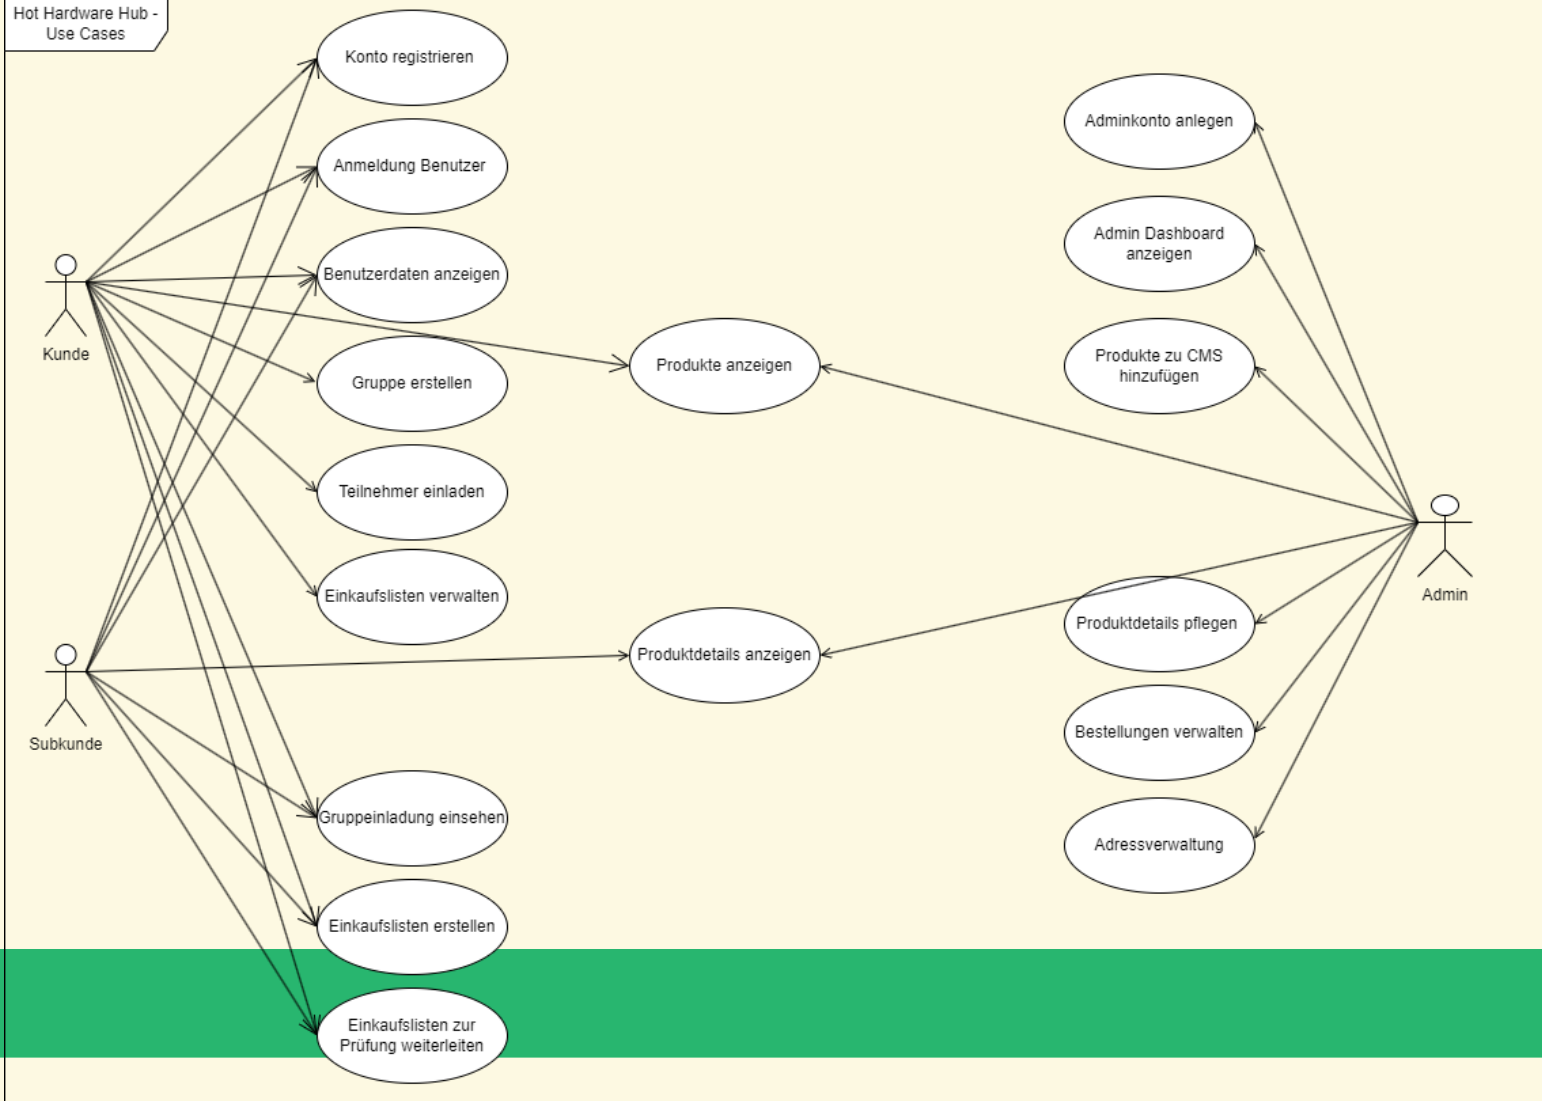 Hot Hardware Hub -
Use Cases
Konto registrieren
Anmeldung Benutzer
Benutzerdaten anzeigen
Gruppe erstellen
Teilnehmer einladen
Einkaufslisten verwalten
Gruppeinladung einsehen
Einkaufslisten erstellen
Einkaufslisten zur
Prüfung weiterleiten
Kunde
Subkunde
Produkte anzeigen
Produktdetails anzeigen
Adminkonto anlegen
Admin Dashboard
anzeigen
Produkte zu CMS
hinzufügen
Produktdetails pflegen
Bestellungen verwalten
Adressverwaltung
Admin